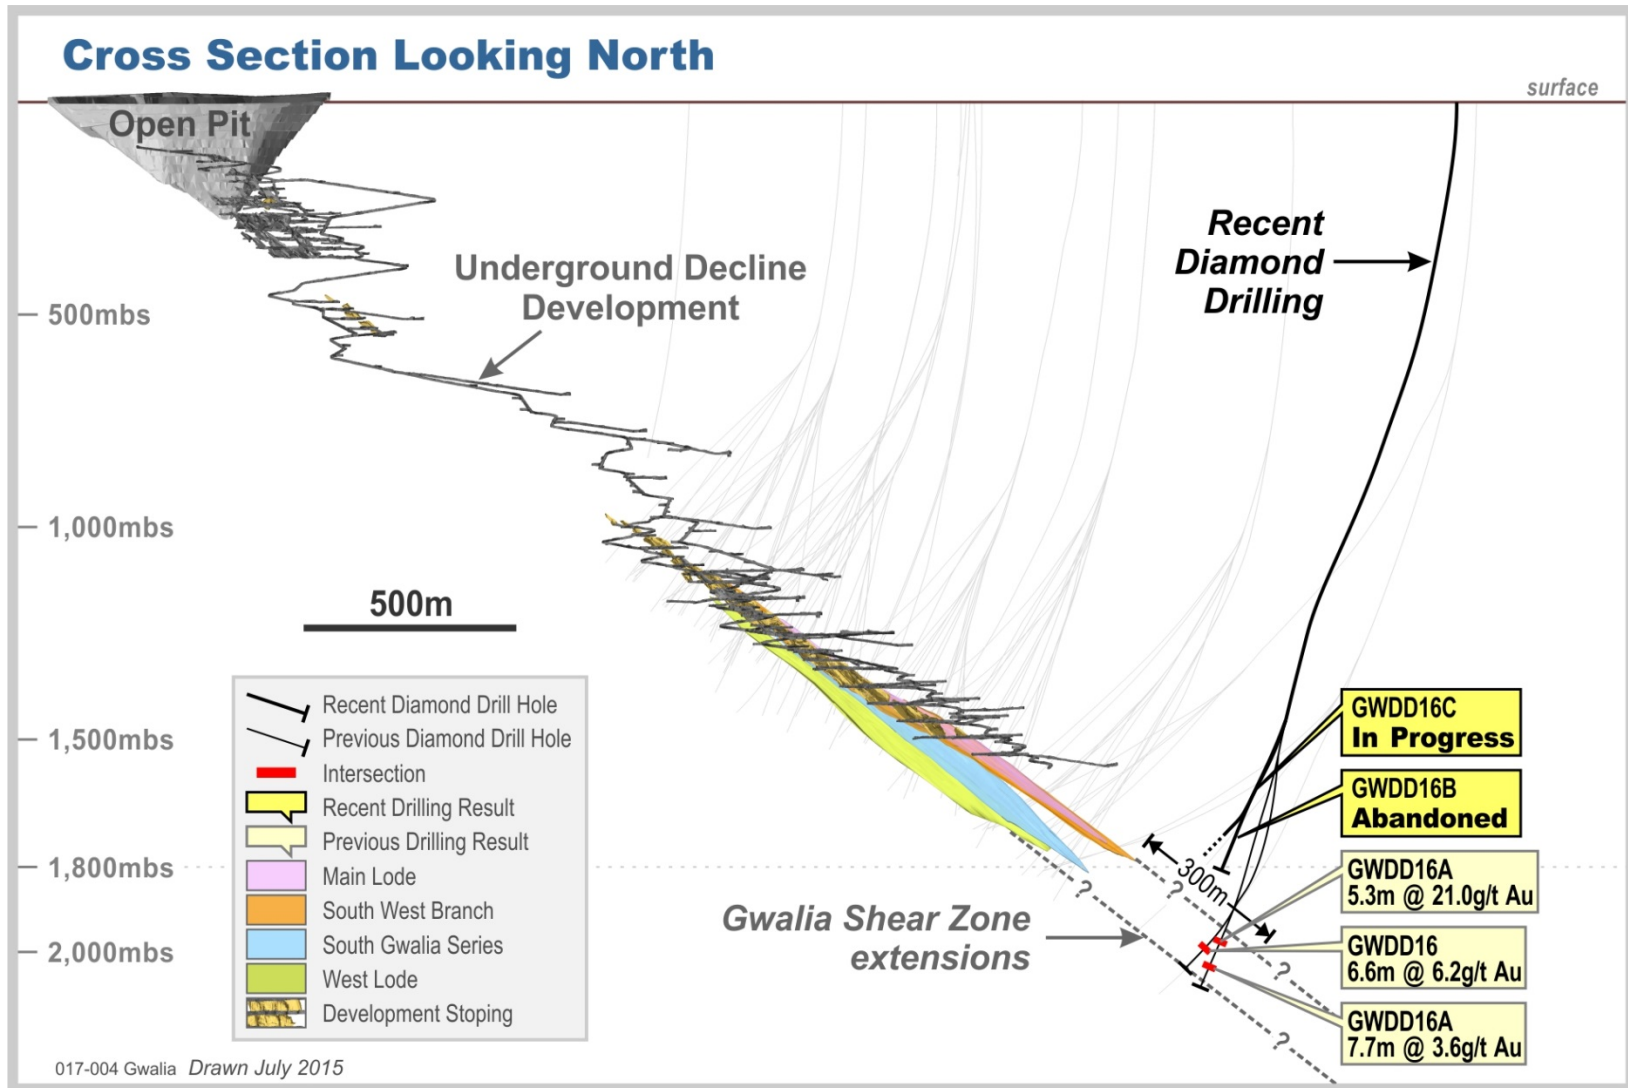 Cross Section Looking North
surface
Open Pit
Recent
Diamond
Drilling
Underground Decline
Development
500mbs
1,000mbs
500m
Recent Diamond Drill Hole
Previous Diamond Drill Hole
Intersection
Recent Drilling Result
Previous Drilling Result
Main Lode
South West Branch
South Gwalia Series
West Lode
Development Stoping
1,500mbs
1,800mbs
2,000mbs
GWDD16C
In Progress
GWDD16B
Abandoned
300m
GWDD16A
5.3m @ 21.0g/t Au
GWDD16
6.6m @ 6.2g/t Au
GWDD16A
7.7m @ 3.6g/t Au
Gwalia Shear Zone
extensions
?
?
?
?
017-004 Gwalia Drawn July 2015